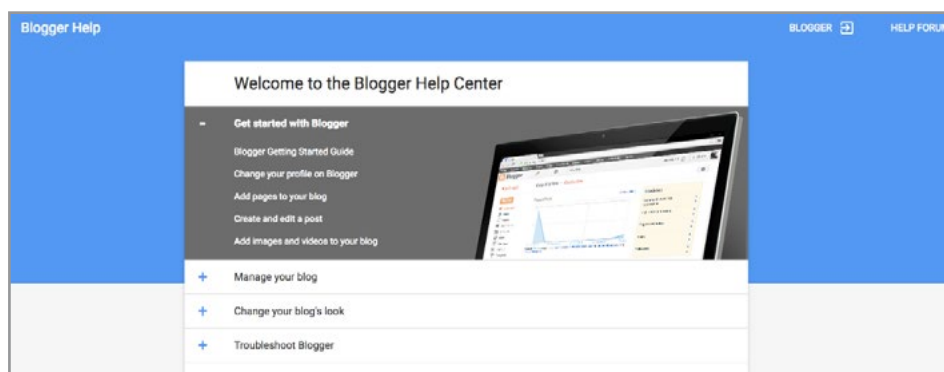 Blogger Help
BLOGGER
HELP FORUM
Welcome to the Blogger Help Center
Get started with Blogger
Blogger Getting Started Guide
Change your profile on Blogger
Add pages to your blog
Create and edit a post
Add images and videos to your blog
Blogger
Manage your blog
Change your blog's look
Troubleshoot Blogger